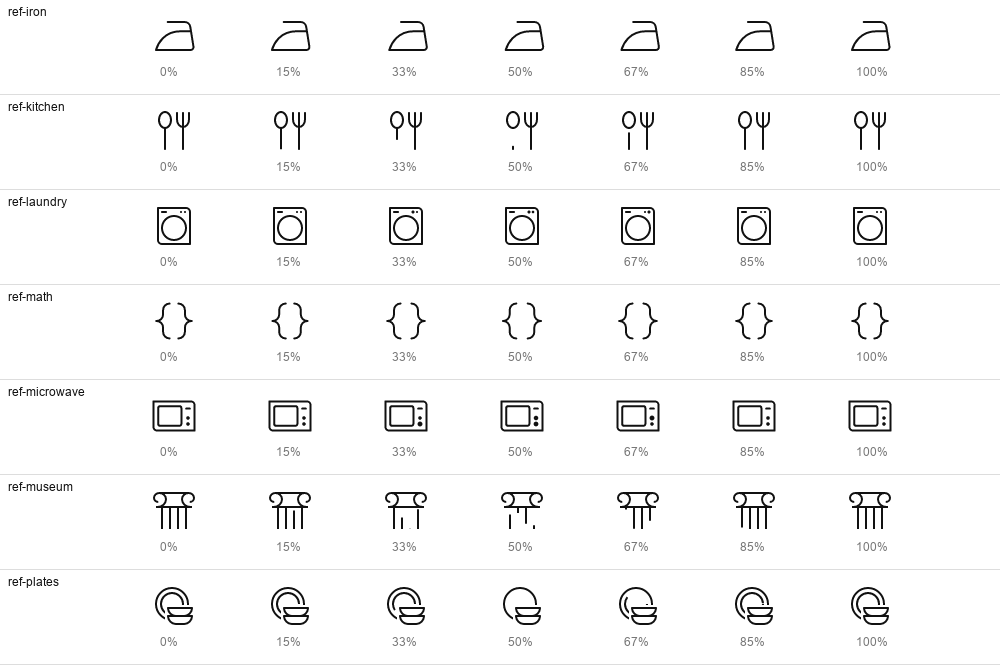 ref-iron
0% 15% 33% 50% 67% 85% 100%
ref-kitchen
0% 15% 33% 50% 67% 85% 100%
ref-laundry
0% 15% 33% 50% 67% 85% 100%
ref-math
0% 15% 33% 50% 67% 85% 100%
ref-microwave
0% 15% 33% 50% 67% 85% 100%
ref-museum
0% 15% 33% 50% 67% 85% 100%
ref-plates
0% 15% 33% 50% 67% 85% 100%